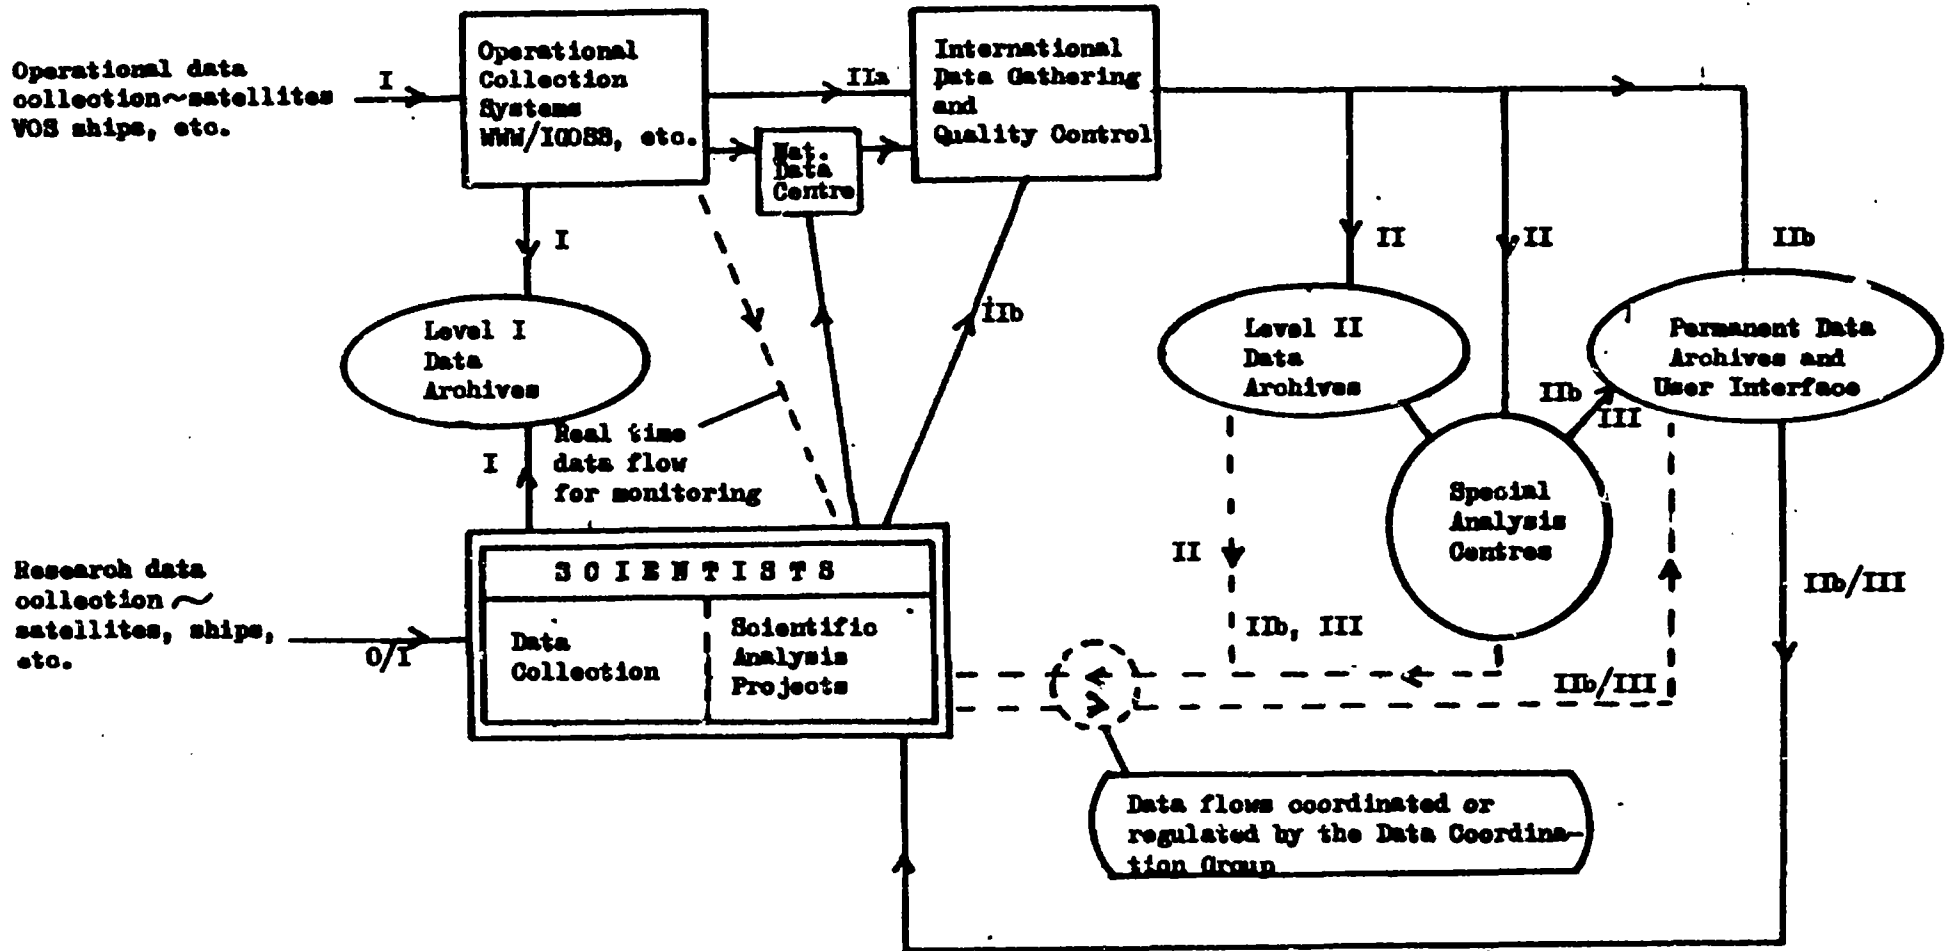 Operational data
collection~satellites
VOS ships, etc.
I
Operational
Collection
Systems
WWW/IGOSS, etc.
IIa
Nat.
Data
Centre
International
Data Gathering
and
Quality Control
I
II
II
IIb
Level I
Data
Archives
IIb
Level II
Data
Archives
Permanent Data
Archives and
User Interface
IIb
III
I
Real time
data flow
for monitoring
Special
Analysis
Centres
Research data
collection ~
satellites, ships,
etc.
O/I
SCIENTISTS
Data
Collection
Scientific
Analysis
Projects
II
IIb, III
IIb/III
IIb/III
Data flows coordinated or
regulated by the Data Coordina-
tion Group